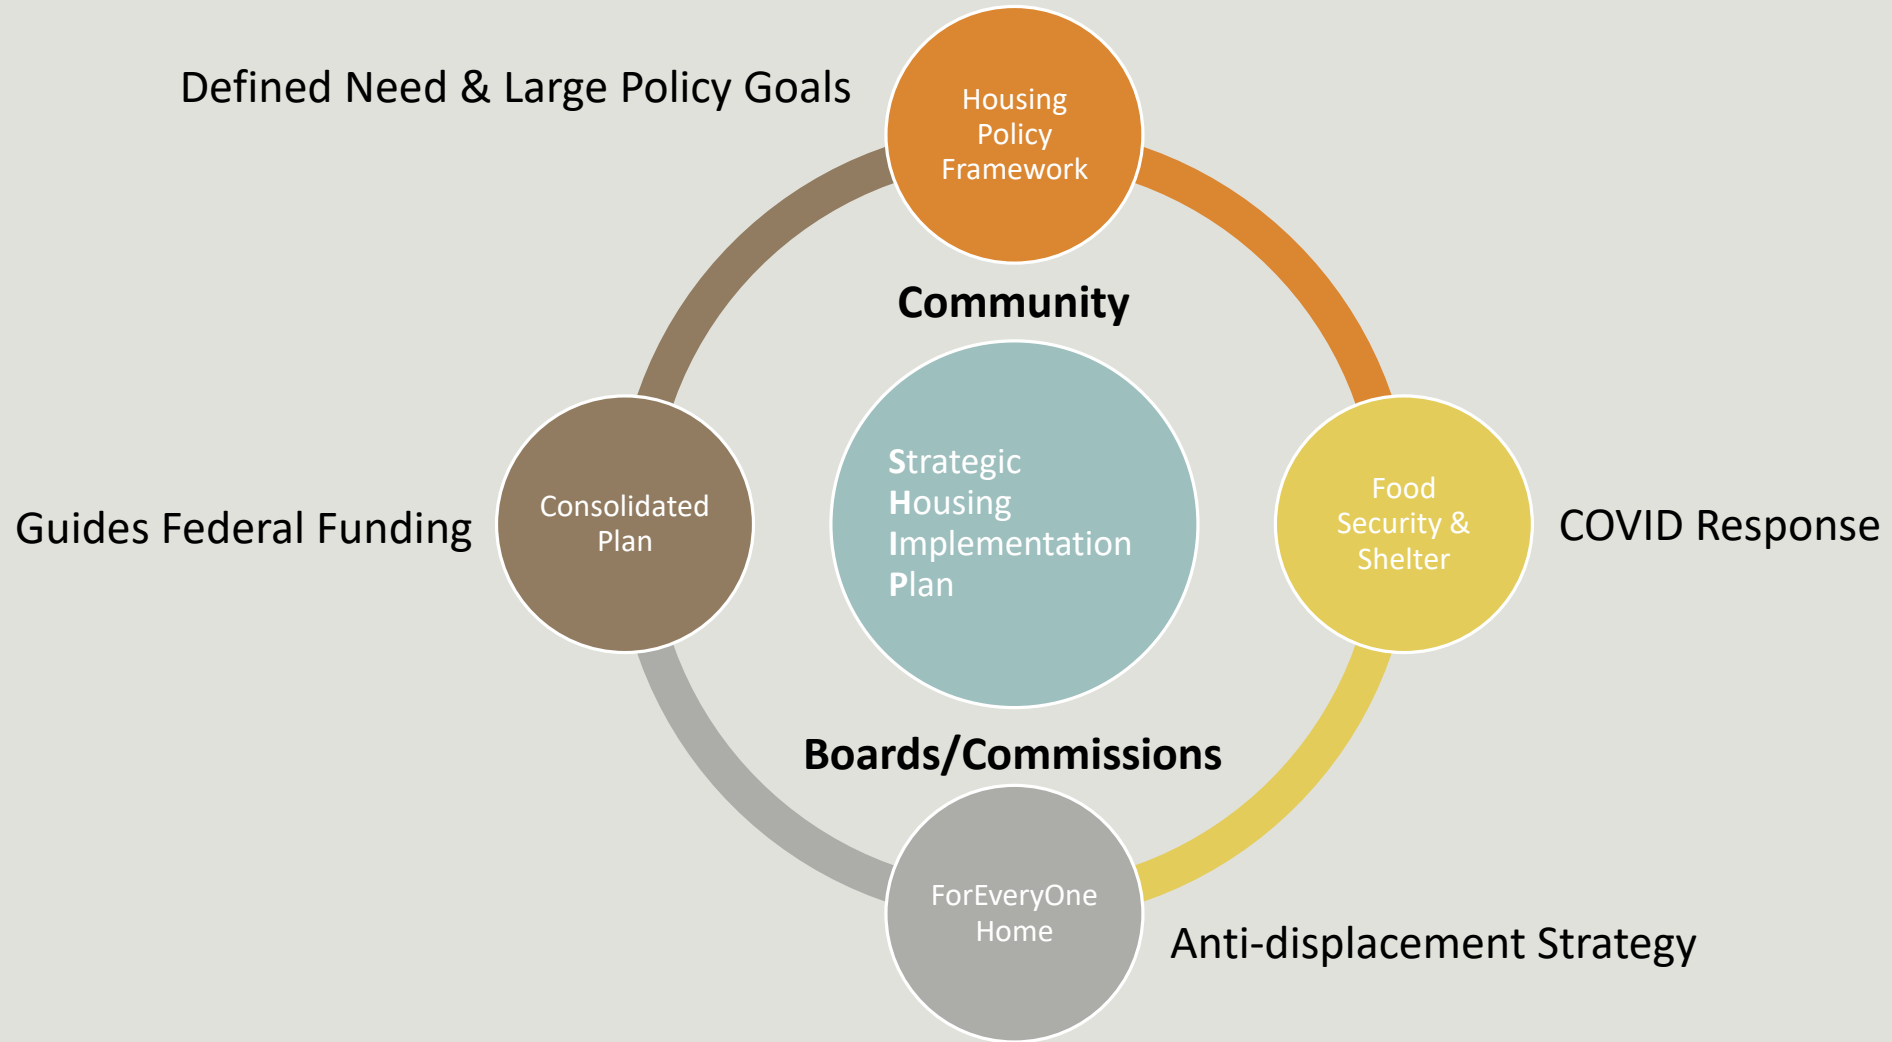 Defined Need & Large Policy Goals
Housing
Policy
Framework
Community
Guides Federal Funding
Consolidated
Plan
Strategic
Housing
Implementation
Plan
Food
Security &
Shelter
COVID Response
Boards/Commissions
ForEveryOne
Home
Anti-displacement Strategy